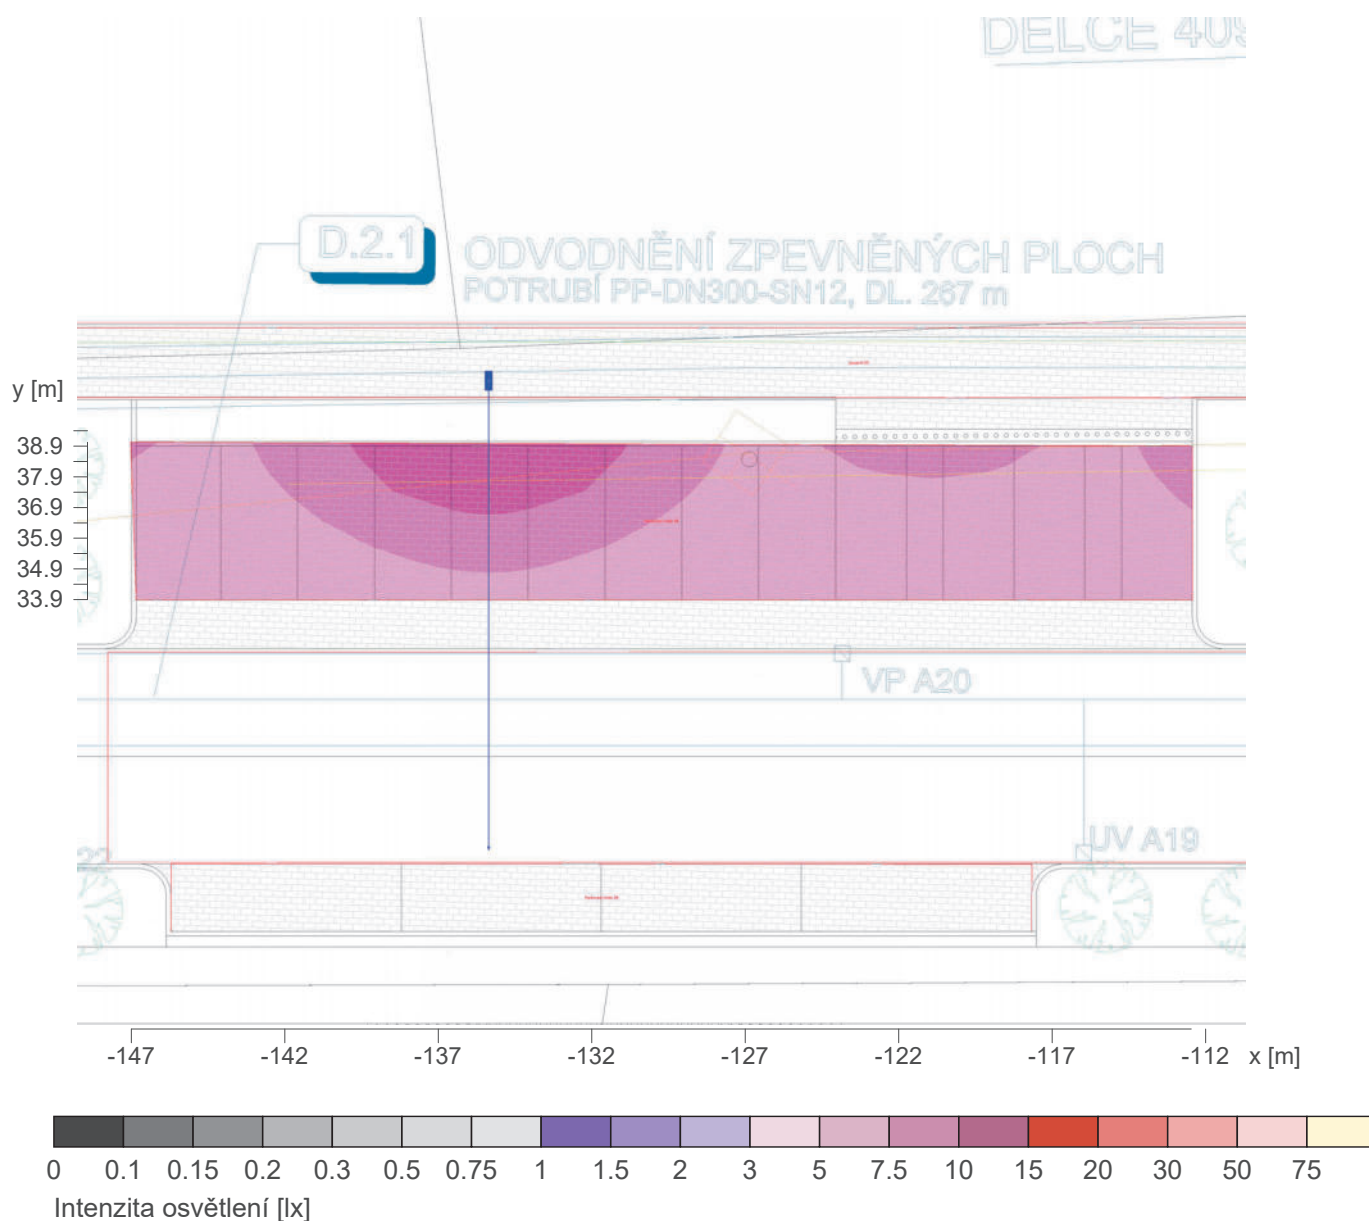 DELCE 409
D.2.1
ODVODNĚNÍ ZPEVNĚNÝCH PLOCH
POTRUBÍ PP-DN300-SN12, DL. 267 m
y [m]
38.9
37.9
36.9
35.9
34.9
33.9
VP A20
UV A19
22
-147 -142 -137 -132 -127 -122 -117 -112 x [m]
0 0.1 0.15 0.2 0.3 0.5 0.75 1 1.5 2 3 5 7.5 10 15 20 30 50 75
Intenzita osvětlení [lx]